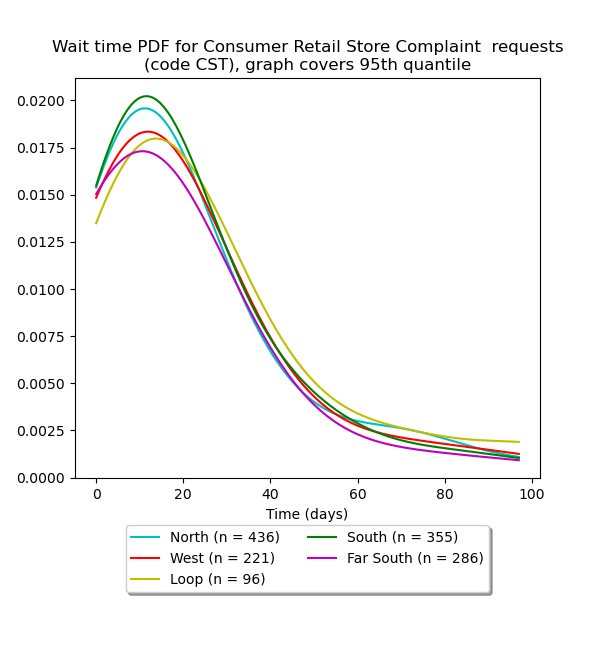 Wait time PDF for Consumer Retail Store Complaint  requests
(code CST), graph covers 95th quantile
0.0200
0.0175
0.0150
0.0125
0.0100
0.0075
0.0050
0.0025
0.0000
0 20 40 60 80 100
Time (days)
North (n = 436) South (n = 355)
West (n = 221) Far South (n = 286)
Loop (n = 96)